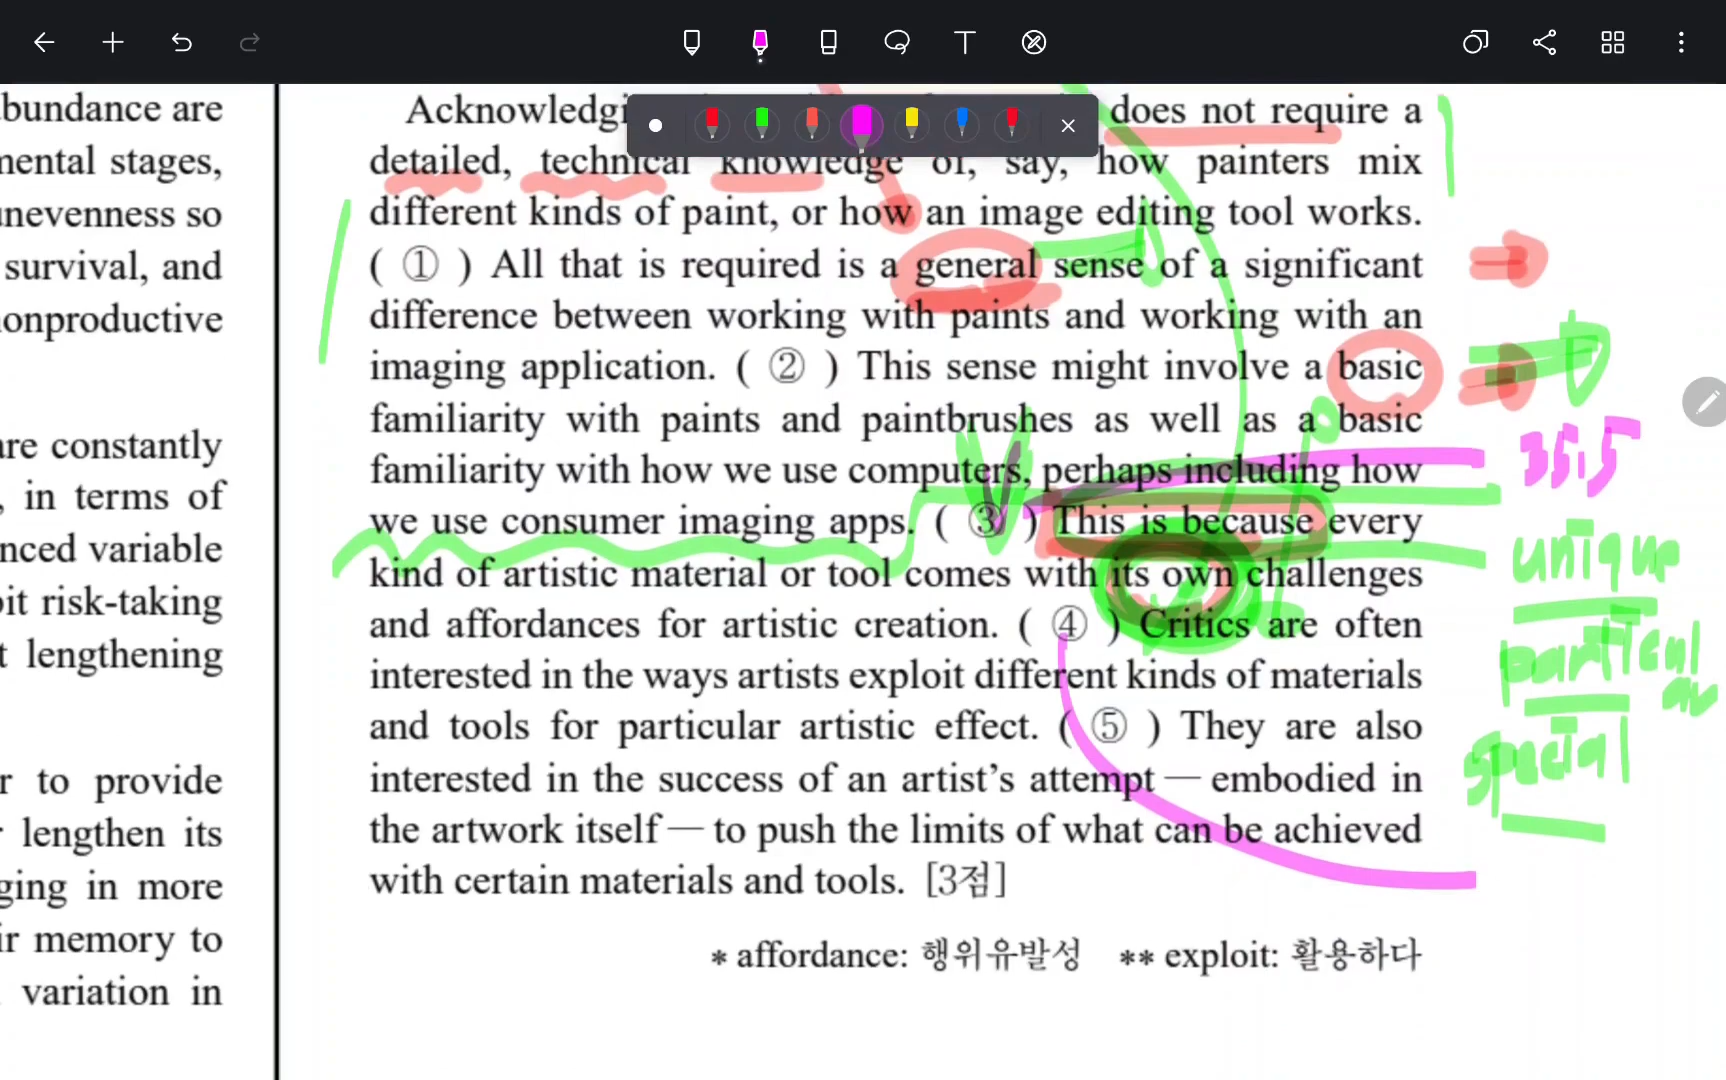 bundance are
mental stages,
unevenness so
survival, and
nonproductive
are constantly
, in terms of
nced variable
bit risk-taking
t lengthening
r to provide
r lengthen its
ging in more
ir memory to
variation in
Acknowledgi does not require a
detailed, technical knowledge of, say, how painters mix
different kinds of paint, or how an image editing tool works.
( ① ) All that is required is a general sense of a significant
difference between working with paints and working with an
imaging application. ( ② ) This sense might involve a basic
familiarity with paints and paintbrushes as well as a basic
familiarity with how we use computers, perhaps including how
we use consumer imaging apps. ( ③ ) This is because every
kind of artistic material or tool comes with its own challenges
and affordances for artistic creation. ( ④ ) Critics are often
interested in the ways artists exploit different kinds of materials
and tools for particular artistic effect. ( ⑤ ) They are also
interested in the success of an artist's attempt — embodied in
the artwork itself — to push the limits of what can be achieved
with certain materials and tools. [3점]
* affordance: 행위유발성 ** exploit: 활용하다
35.5
unique
particular
special